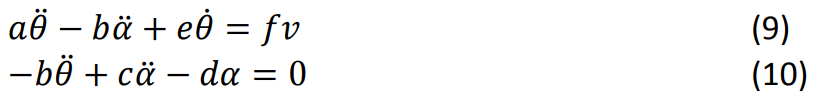 aθ̈ − bα̈ + eθ̇ = fv (9)
−bθ̈ + cα̈ − dα = 0 (10)